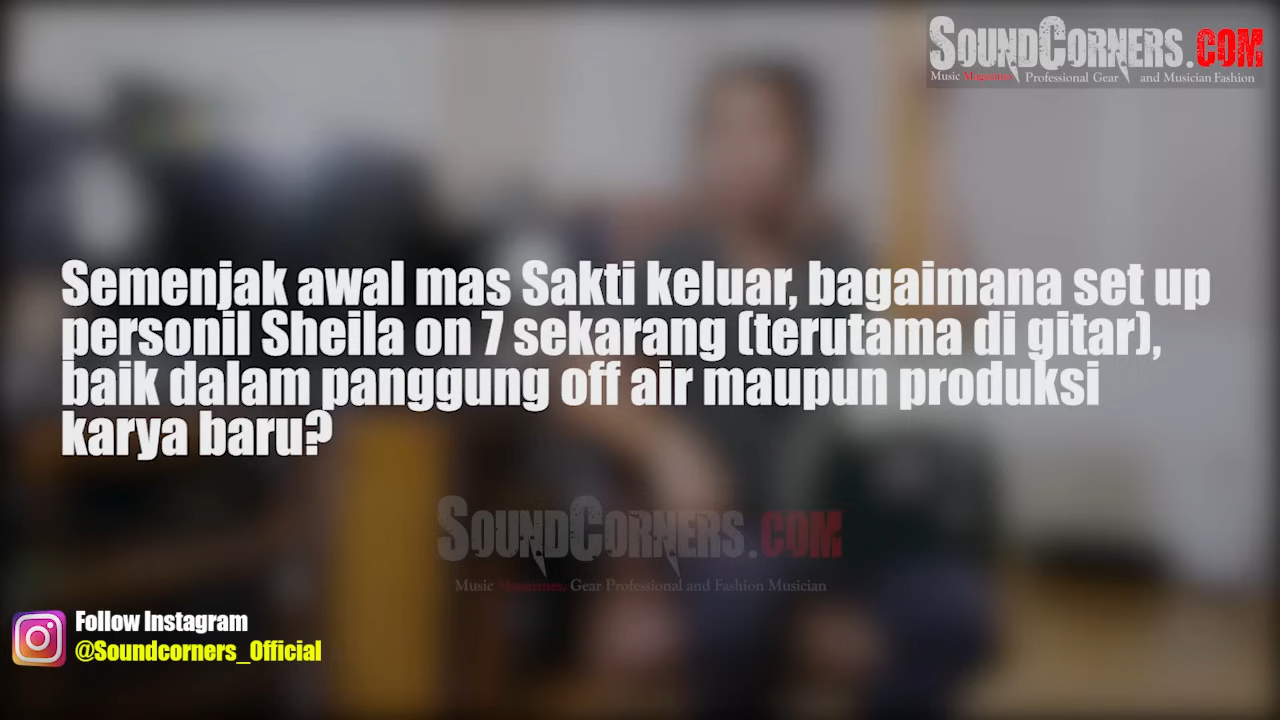 SOUNDCORNERS.COM
Music Magazines, Professional Gear and Musician Fashion
Semenjak awal mas Sakti keluar, bagaimana set up
personil Sheila on 7 sekarang (terutama di gitar),
baik dalam panggung off air maupun produksi
karya baru?
SOUNDCORNERS.COM
Music Magazines, Gear Professional and Fashion Musician
Follow Instagram
@Soundcorners_Official